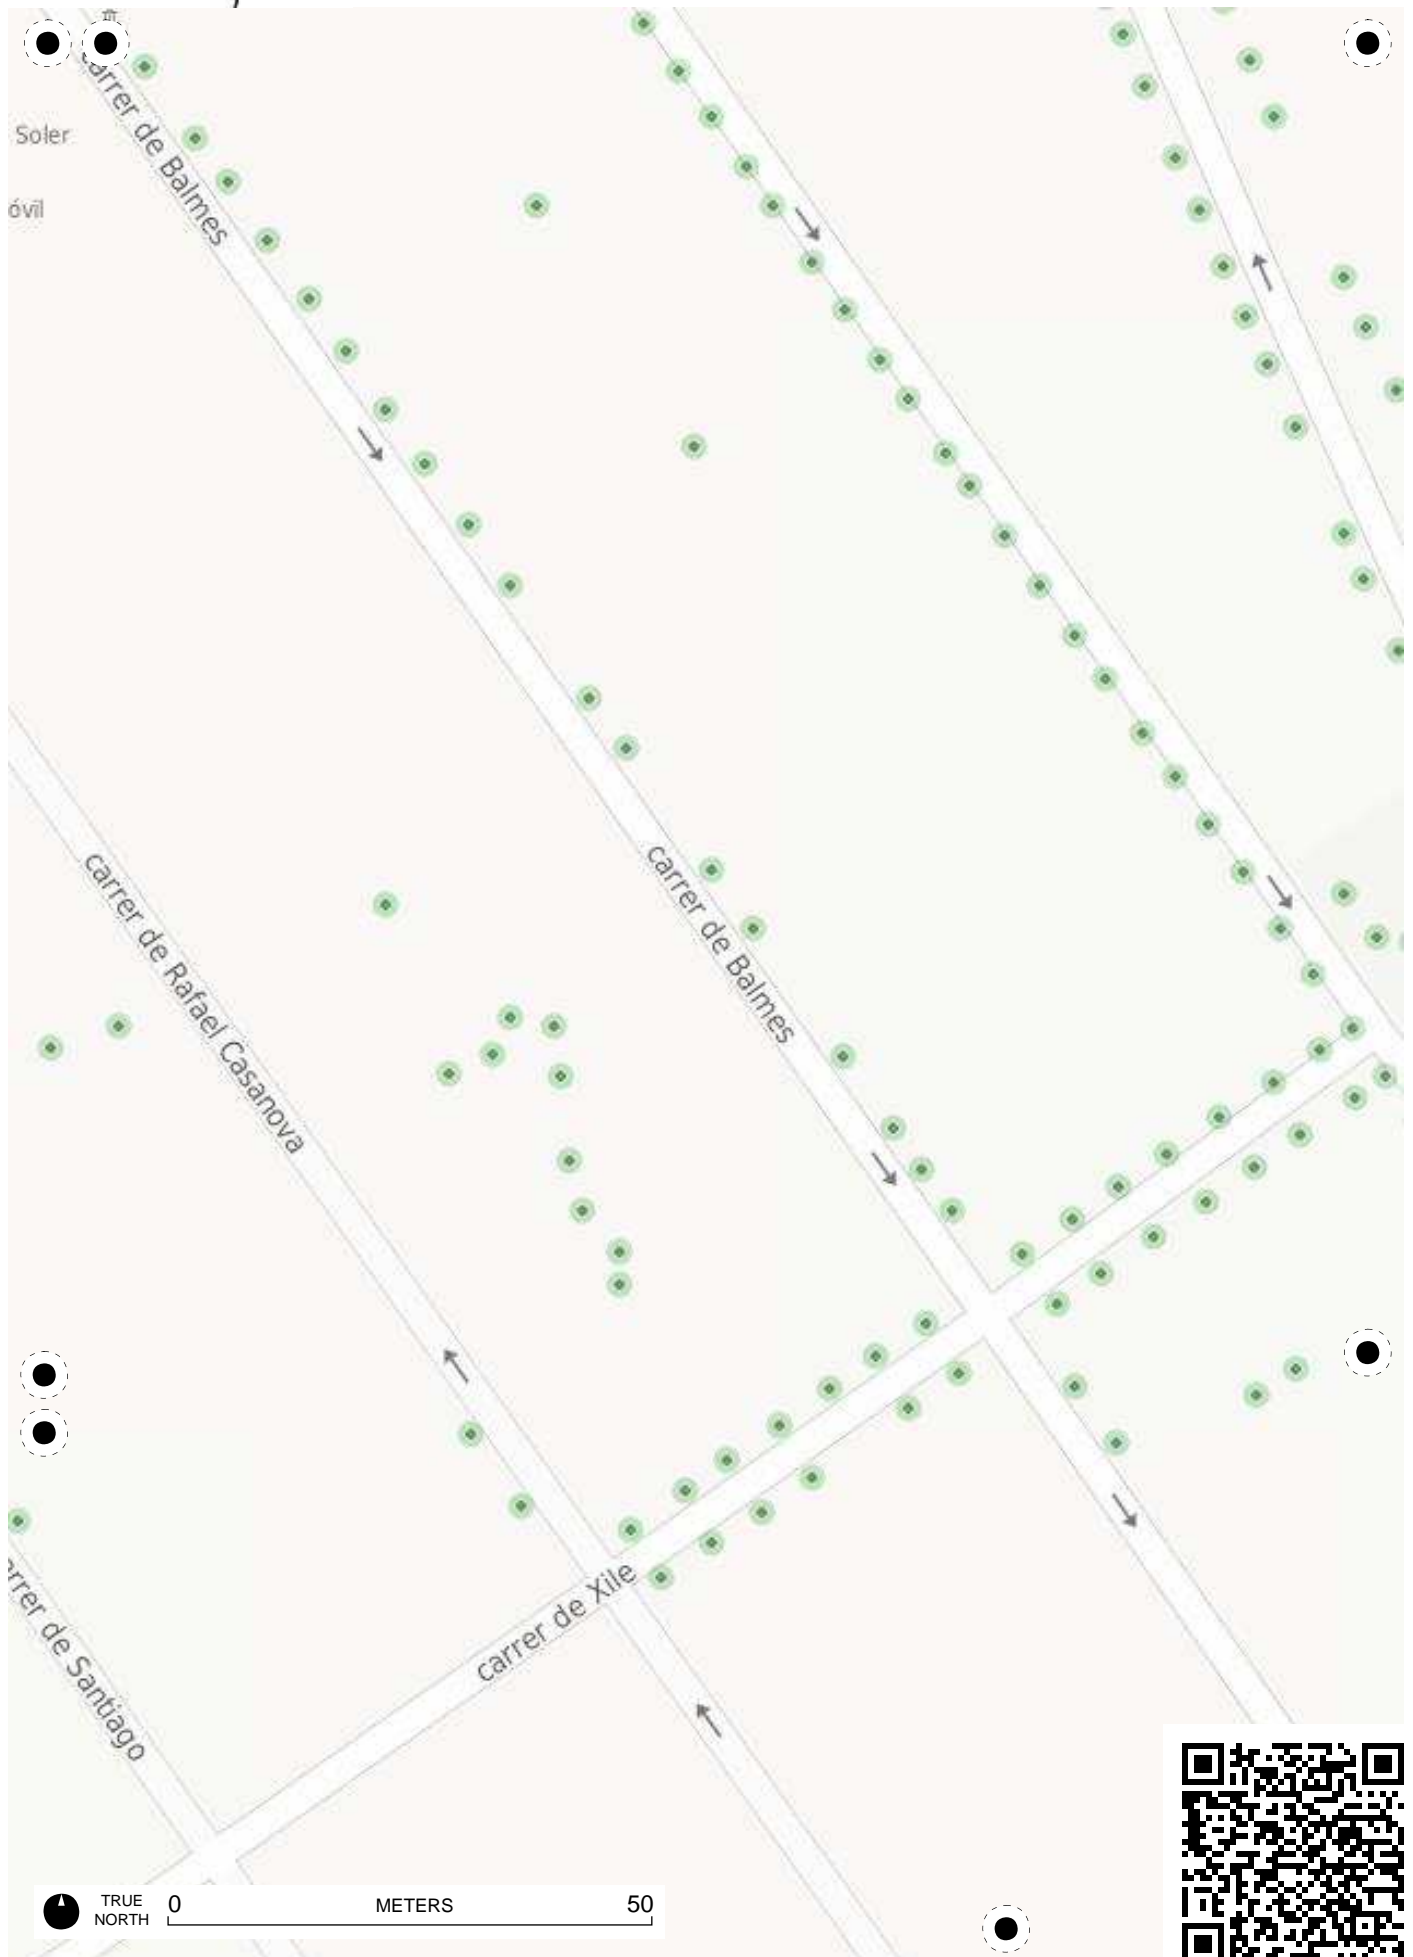 carrer de Balmes
Soler
óvil
carrer de Balmes
carrer de Rafael Casanova
carrer de Xile
rrer de Santiago
TRUE
NORTH
0 METERS 50